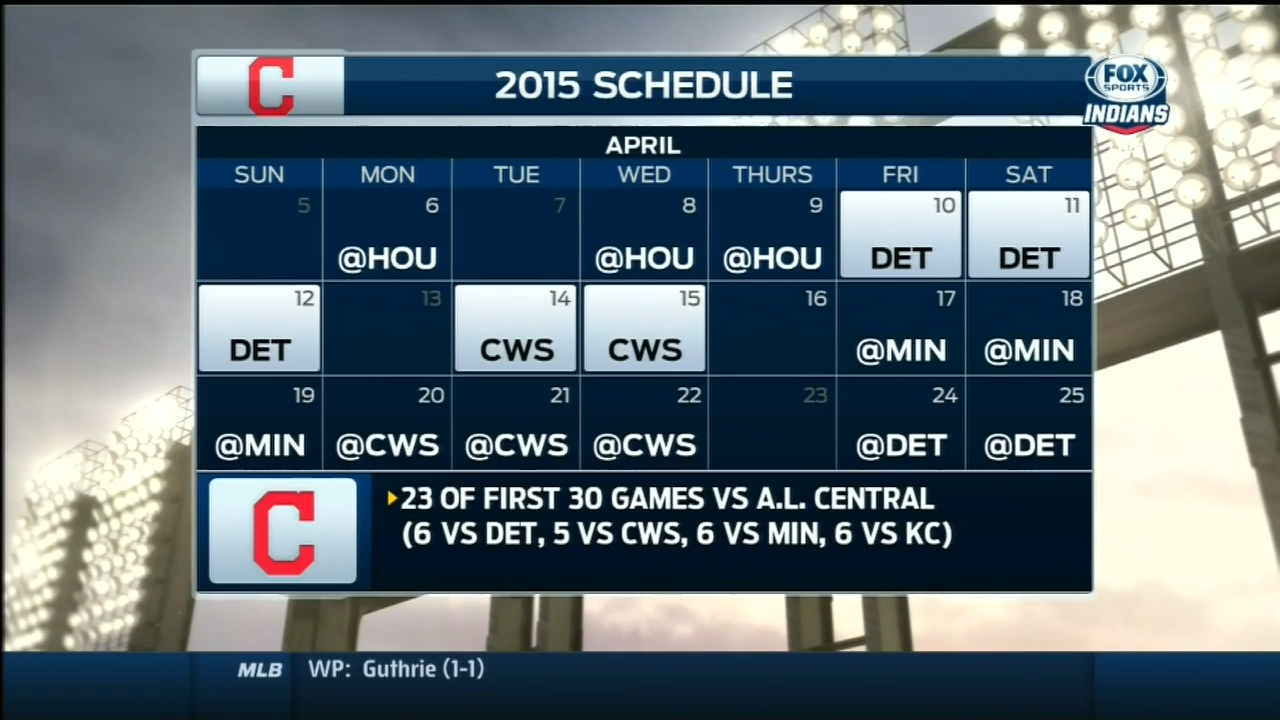 C
2015 SCHEDULE
FOX
SPORTS
INDIANS
APRIL
SUN MON TUE WED THURS FRI SAT
5 6 7 8 9 10 11
@HOU @HOU @HOU DET DET
12 13 14 15 16 17 18
DET CWS CWS @MIN @MIN
19 20 21 22 23 24 25
@MIN @CWS @CWS @CWS @DET @DET
C
23 OF FIRST 30 GAMES VS A.L. CENTRAL
(6 VS DET, 5 VS CWS, 6 VS MIN, 6 VS KC)
MLB WP: Guthrie (1-1)